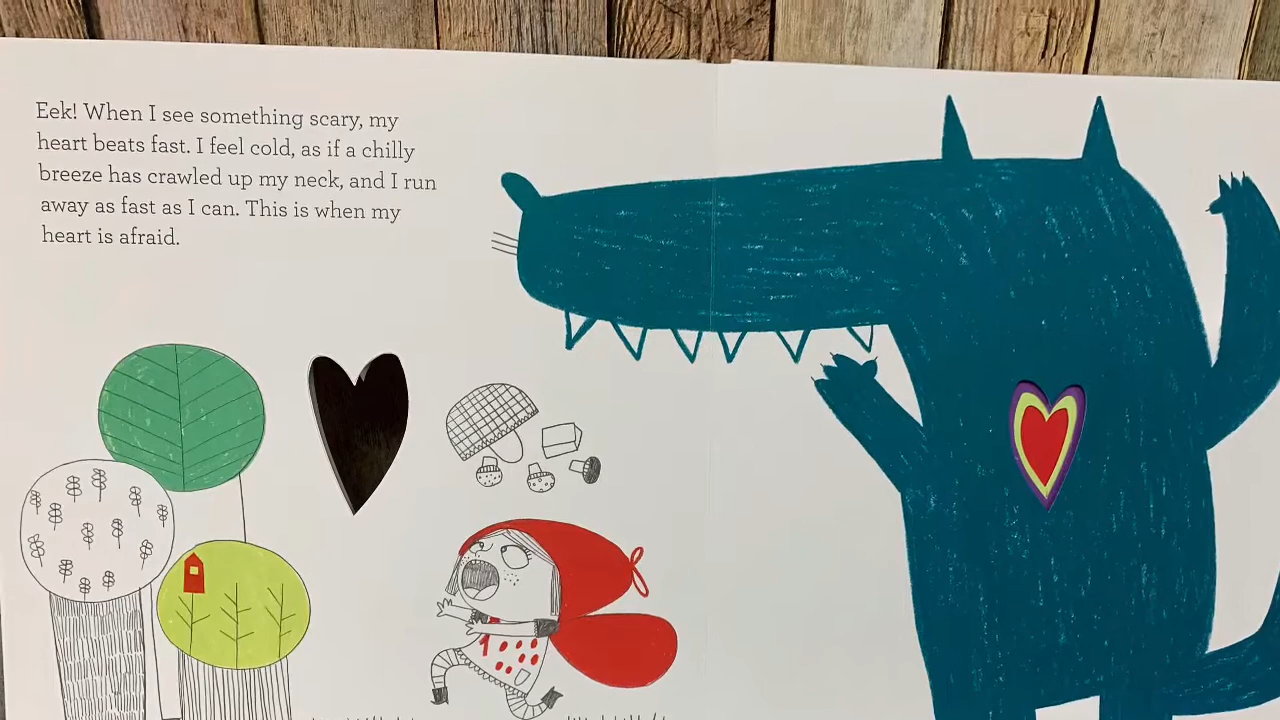 Eek! When I see something scary, my
heart beats fast. I feel cold, as if a chilly
breeze has crawled up my neck, and I run
away as fast as I can. This is when my
heart is afraid.